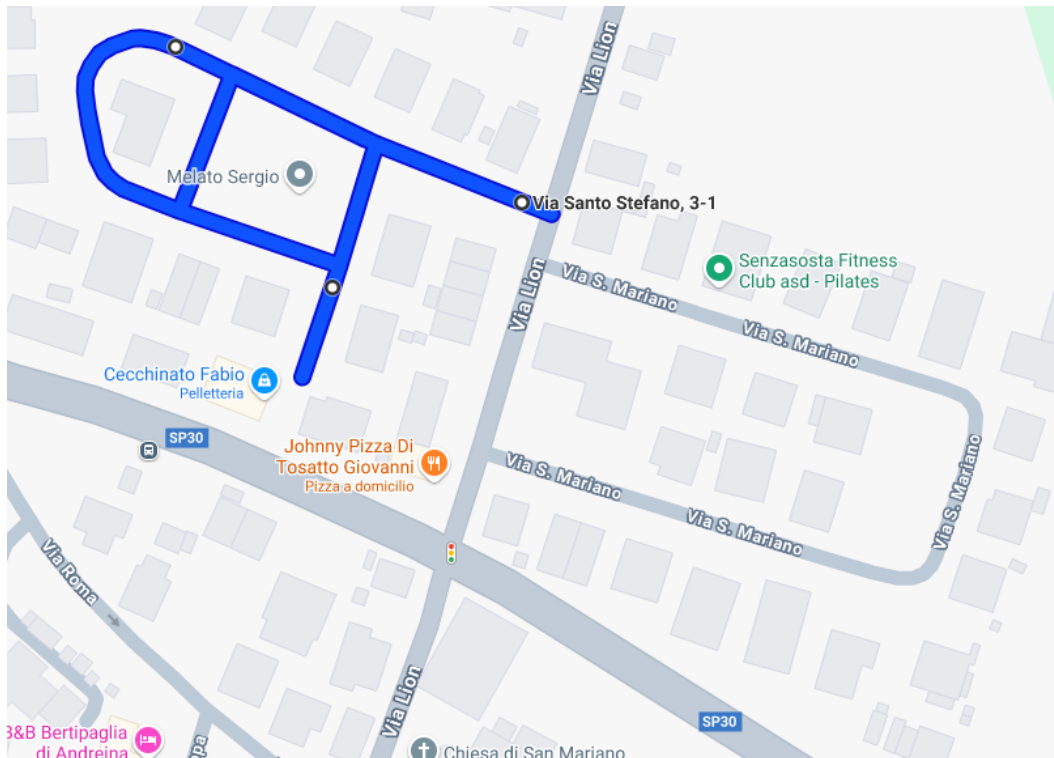 Via Lion
Melato Sergio
Via Santo Stefano, 3-1
Senzasosta Fitness
Club asd - Pilates
Via S. Mariano
Via S. Mariano
Via Lion
Cecchinato Fabio
Pelletteria
SP30
Johnny Pizza Di
Tosatto Giovanni
Pizza a domicilio
Via S. Mariano
Via S. Mariano
Via S. Mariano
Via Roma
Via Lion
SP30
B&B Bertipaglia
di Andreina
Chiesa di San Mariano